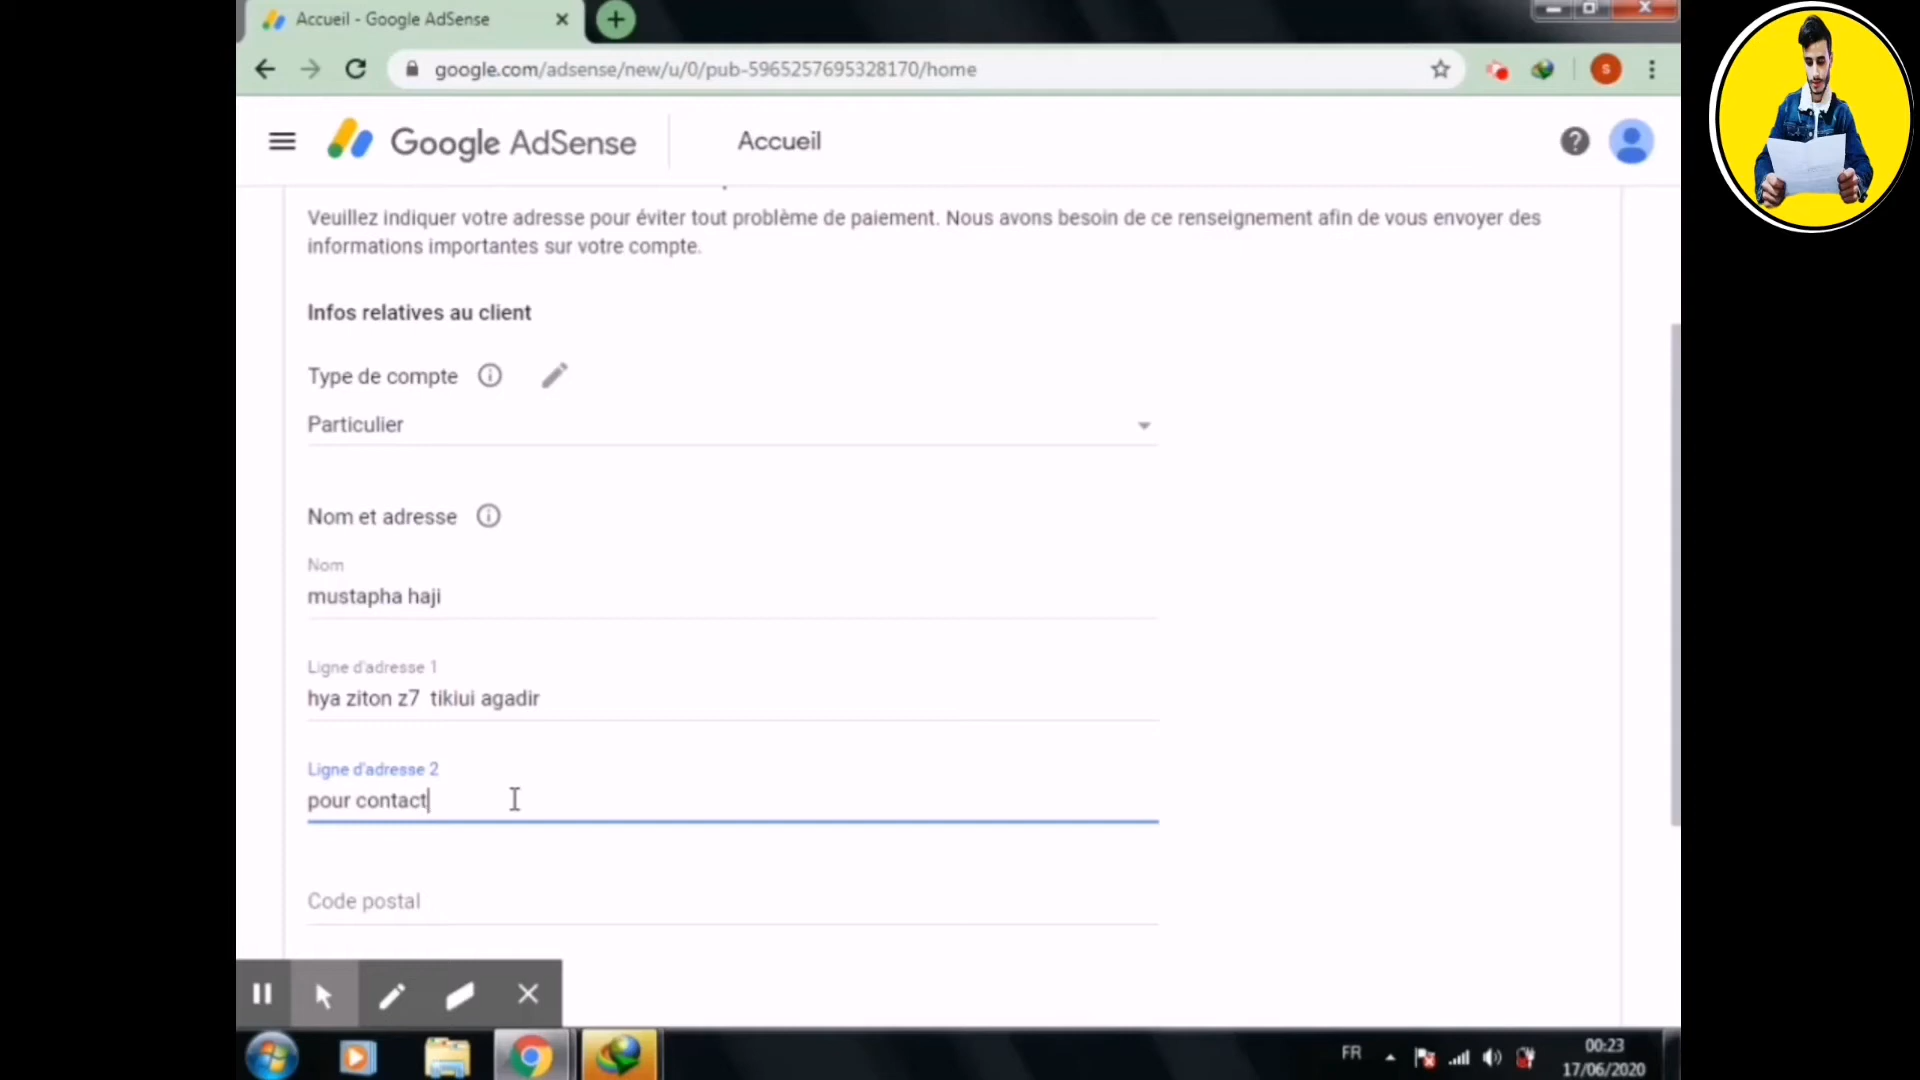 Accueil - Google AdSense
google.com/adsense/new/u/0/pub-5965257695328170/home
S
Google AdSense
Accueil
Veuillez indiquer votre adresse pour éviter tout problème de paiement. Nous avons besoin de ce renseignement afin de vous envoyer des
informations importantes sur votre compte.
Infos relatives au client
Type de compte
Particulier
Nom et adresse
Nom
mustapha haji
Ligne d'adresse 1
hya ziton z7  tikiui agadir
Ligne d'adresse 2
pour contact
Code postal
FR
00:23
17/06/2020